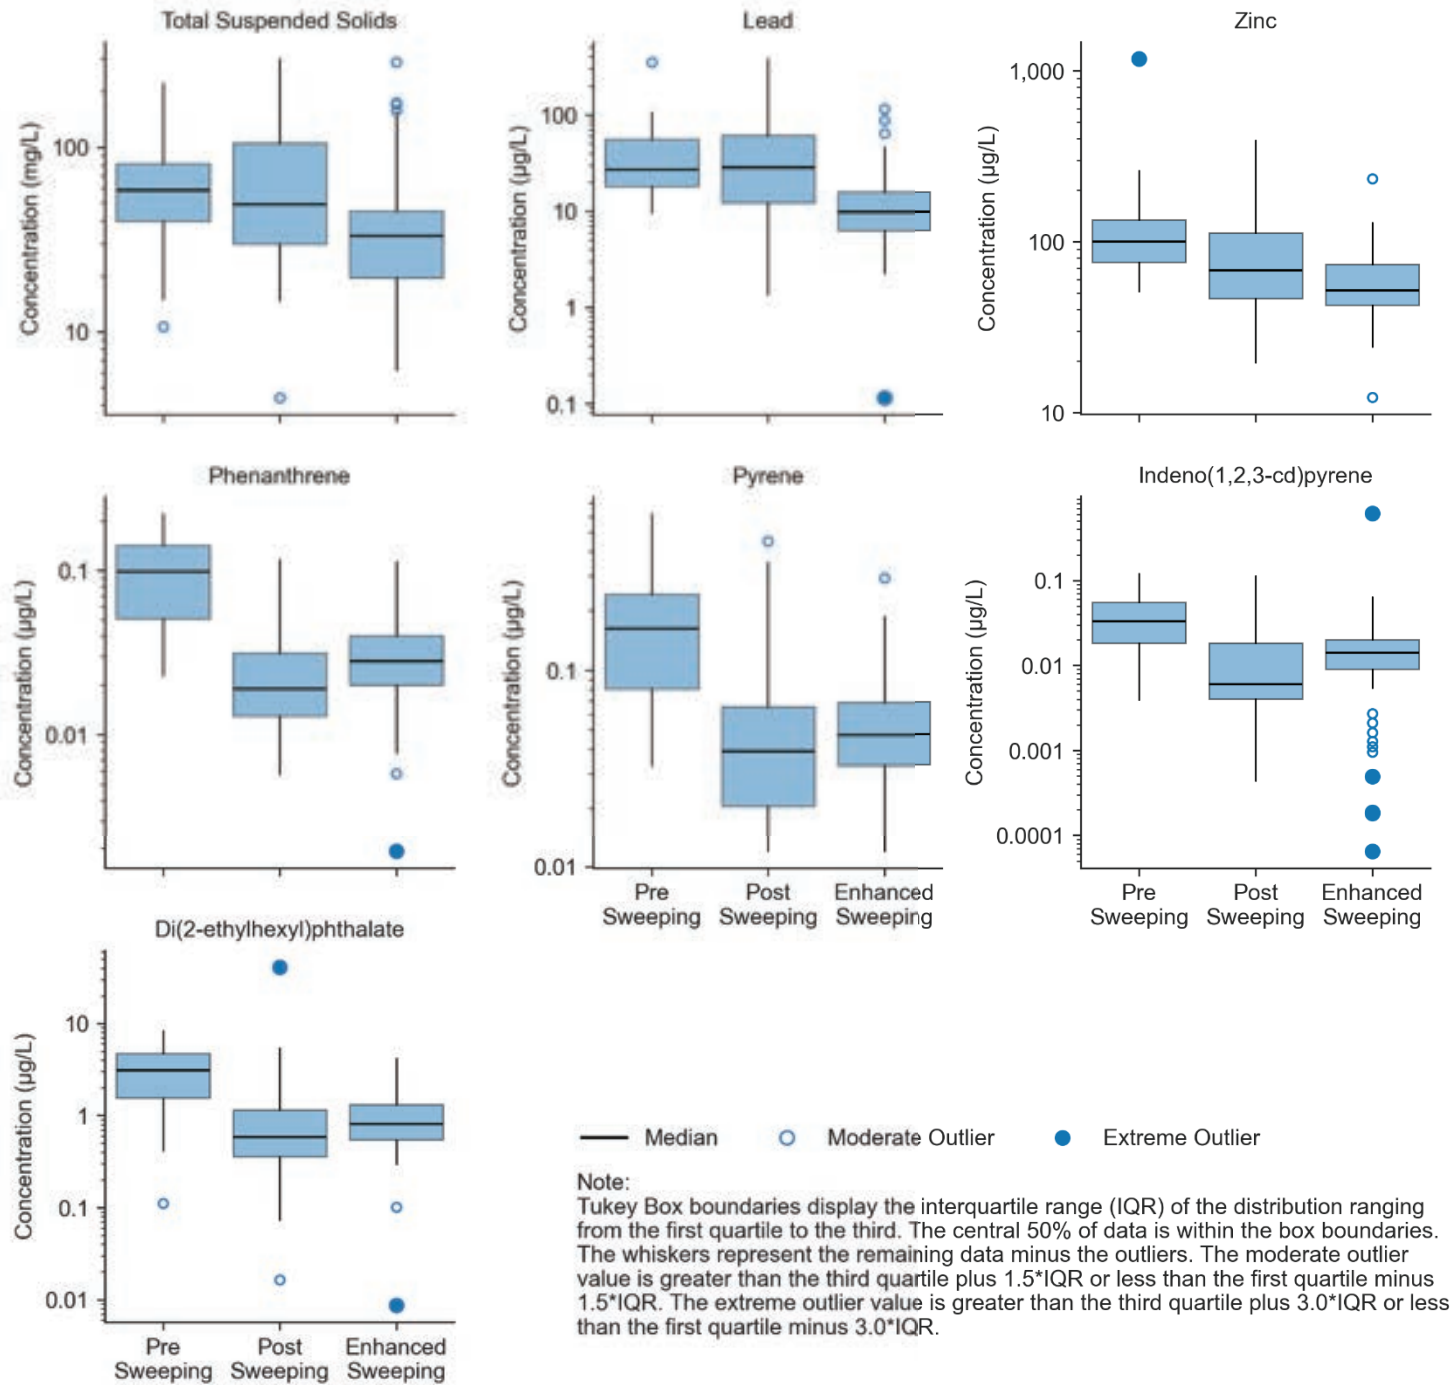 Total Suspended Solids
Concentration (mg/L)
100
10
Lead
Concentration (µg/L)
100
10
1
0.1
Zinc
Concentration (µg/L)
1,000
100
10
Phenanthrene
Concentration (µg/L)
0.1
0.01
Pyrene
Concentration (µg/L)
0.1
0.01
Pre
Sweeping
Post
Sweeping
Enhanced
Sweeping
Indeno(1,2,3-cd)pyrene
Concentration (µg/L)
0.1
0.01
0.001
0.0001
Pre
Sweeping
Post
Sweeping
Enhanced
Sweeping
Di(2-ethylhexyl)phthalate
Concentration (µg/L)
10
1
0.1
0.01
Pre
Sweeping
Post
Sweeping
Enhanced
Sweeping
Median
Moderate Outlier
Extreme Outlier
Note:
Tukey Box boundaries display the interquartile range (IQR) of the distribution ranging
from the first quartile to the third. The central 50% of data is within the box boundaries.
The whiskers represent the remaining data minus the outliers. The moderate outlier
value is greater than the third quartile plus 1.5*IQR or less than the first quartile minus
1.5*IQR. The extreme outlier value is greater than the third quartile plus 3.0*IQR or less
than the first quartile minus 3.0*IQR.